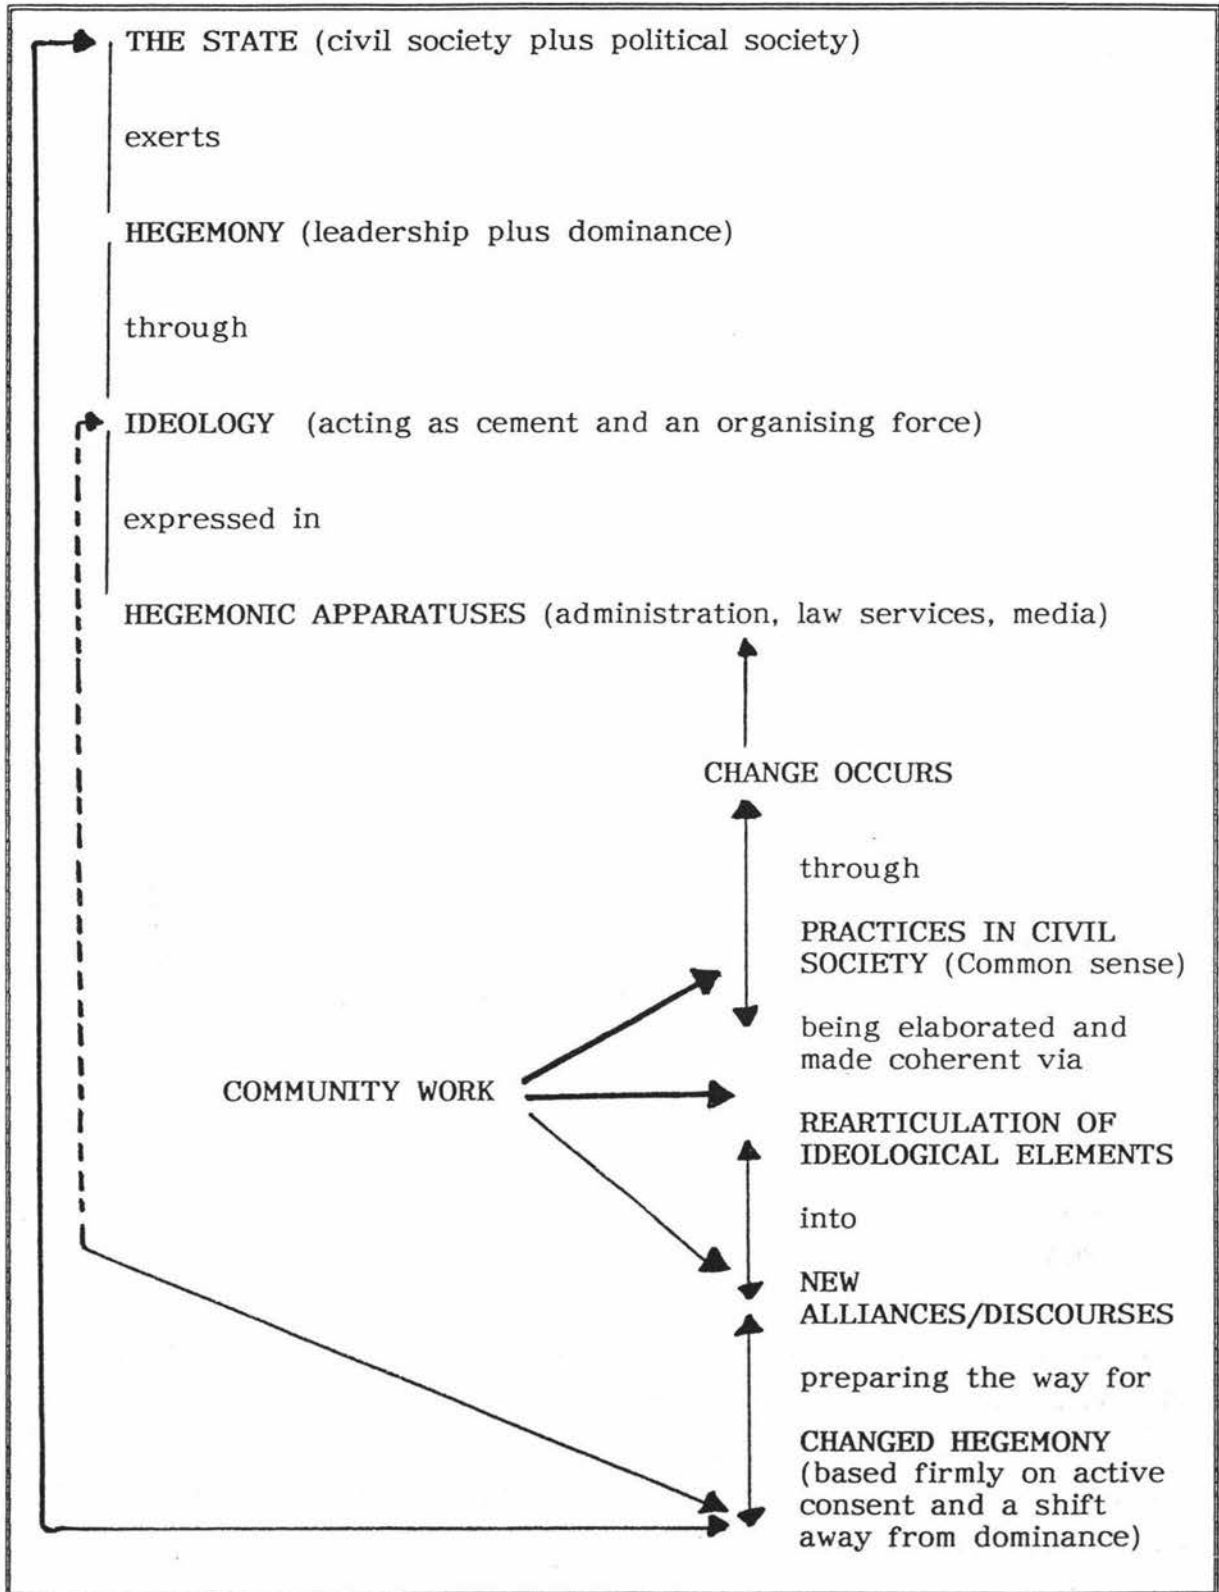 THE STATE (civil society plus political society)
exerts
HEGEMONY (leadership plus dominance)
through
IDEOLOGY (acting as cement and an organising force)
expressed in
HEGEMONIC APPARATUSES (administration, law services, media)
CHANGE OCCURS
through
PRACTICES IN CIVIL
SOCIETY (Common sense)
being elaborated and
made coherent via
COMMUNITY WORK
REARTICULATION OF
IDEOLOGICAL ELEMENTS
into
NEW
ALLIANCES/DISCOURSES
preparing the way for
CHANGED HEGEMONY
(based firmly on active
consent and a shift
away from dominance)